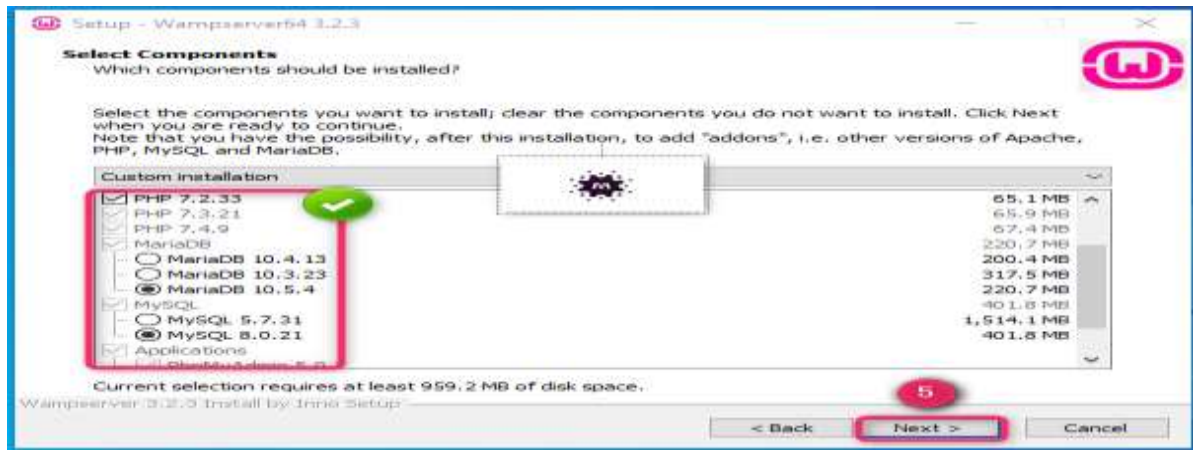 Setup - Wampserver64 3.2.3
Select Components
Which components should be installed?
Select the components you want to install; clear the components you do not want to install. Click Next
when you are ready to continue.
Note that you have the possibility, after this installation, to add "addons", i.e. other versions of Apache,
PHP, MySQL and MariaDB.
Custom installation
PHP 7.2.33 65.1 MB
PHP 7.3.21 65.9 MB
PHP 7.4.9 67.4 MB
MariaDB 220.7 MB
MariaDB 10.4.13 200.4 MB
MariaDB 10.3.23 317.5 MB
MariaDB 10.5.4 220.7 MB
MySQL 401.8 MB
MySQL 5.7.31 1,514.1 MB
MySQL 8.0.21 401.8 MB
Applications
Current selection requires at least 959.2 MB of disk space.
5
Wampserver 3.2.3 Install by Inno Setup
< Back Next > Cancel